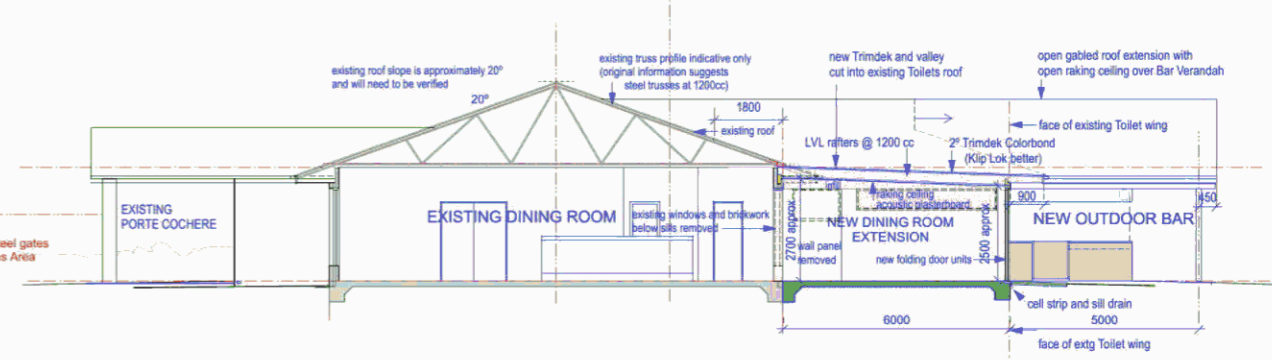 existing roof slope is approximately 20º
and will need to be verified
20º
existing truss profile indicative only
(original information suggests
steel trusses at 1200cc)
new Trimdek and valley
cut into existing Toilets roof
open gabled roof extension with
open raking ceiling over Bar Verandah
1800
existing roof
face of existing Toilet wing
LVL rafters @ 1200 cc
2º Trimdek Colorbond
(Klip Lok better)
infil
raking ceiling
acoustic plasterboard
900
450
EXISTING
PORTE COCHERE
EXISTING DINING ROOM
existing windows and brickwork
below sills removed
2700 approx
NEW DINING ROOM
EXTENSION
2500 approx
NEW OUTDOOR BAR
wall panel
removed
new folding door units
eel gates
s Area
cell strip and sill drain
6000
5000
face of extg Toilet wing